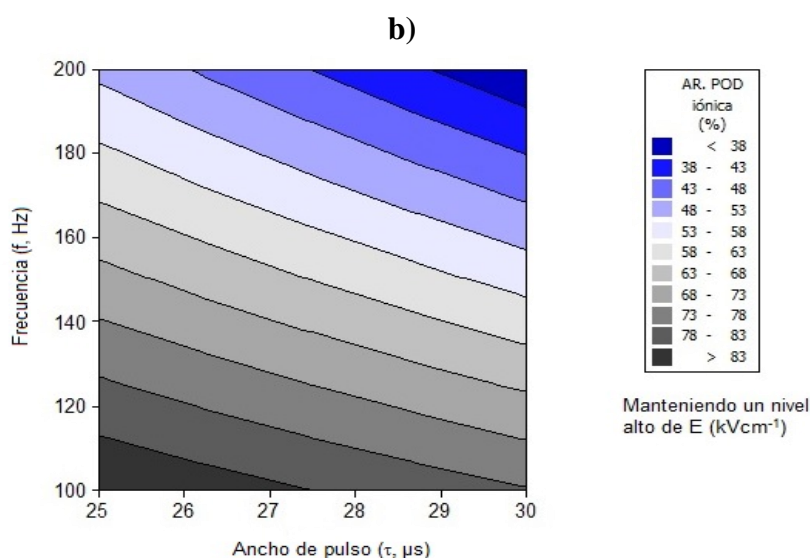 b)
200
180
160
140
120
100
Frecuencia (f, Hz)
25
26
27
28
29
30
Ancho de pulso (τ, µs)
AR. POD
iónica
(%)
< 38
38 - 43
43 - 48
48 - 53
53 - 58
58 - 63
63 - 68
68 - 73
73 - 78
78 - 83
> 83
Manteniendo un nivel
alto de E (kVcm⁻¹)